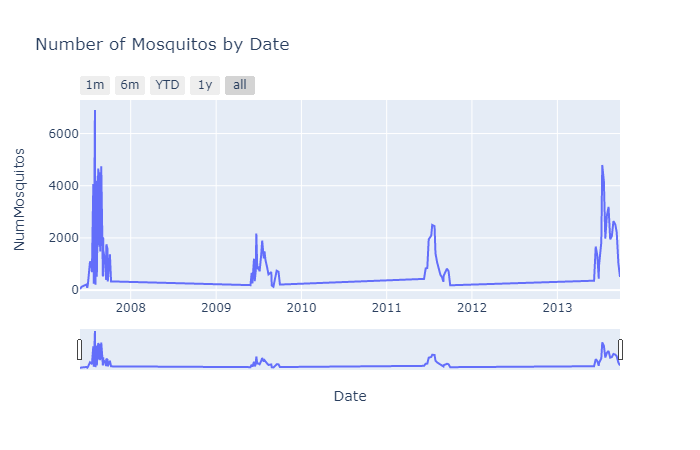 Number of Mosquitos by Date
1m 6m YTD 1y all
NumMosquitos
6000
4000
2000
0
2008 2009 2010 2011 2012 2013
Date